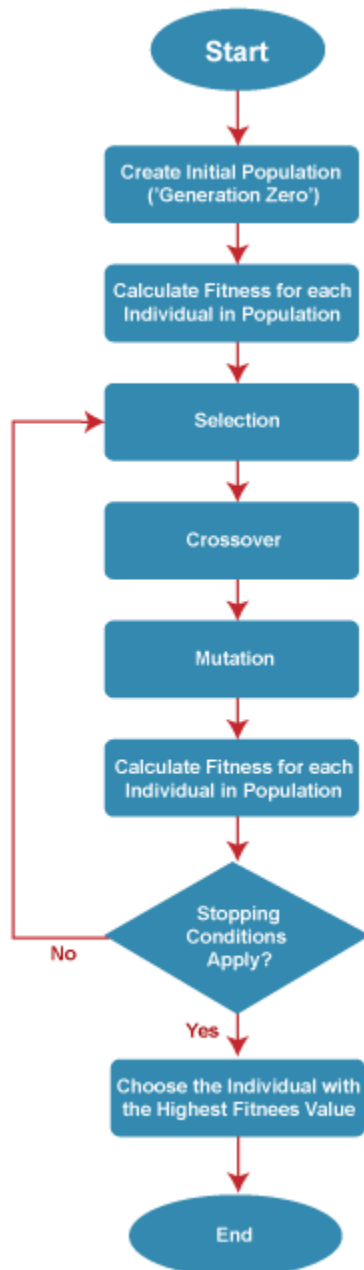 Start
Create Initial Population
('Generation Zero')
Calculate Fitness for each
Individual in Population
Selection
Crossover
Mutation
Calculate Fitness for each
Individual in Population
Stopping
Conditions
Apply?
No
Yes
Choose the Individual with
the Highest Fitnees Value
End